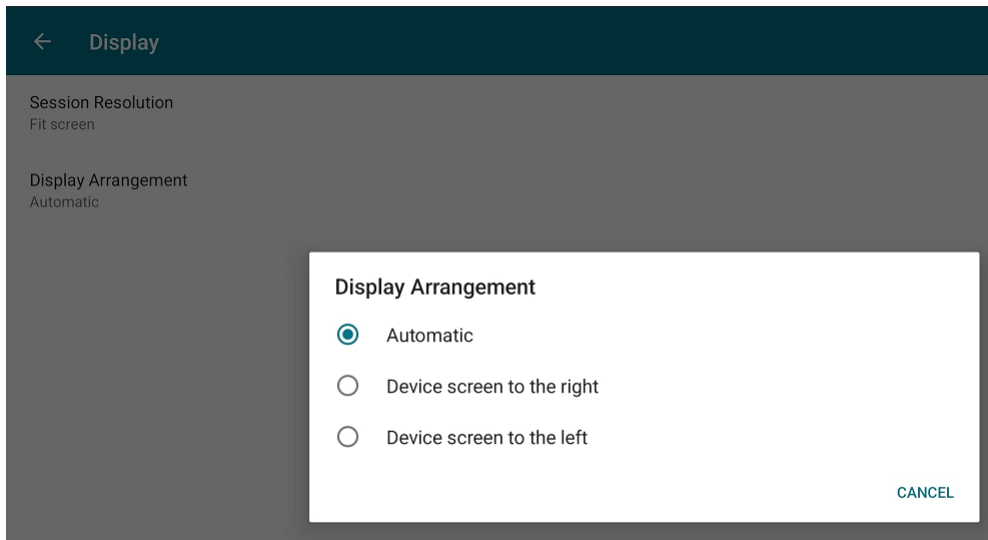 Display
Session Resolution
Fit screen
Display Arrangement
Automatic
Display Arrangement
Automatic
Device screen to the right
Device screen to the left
CANCEL